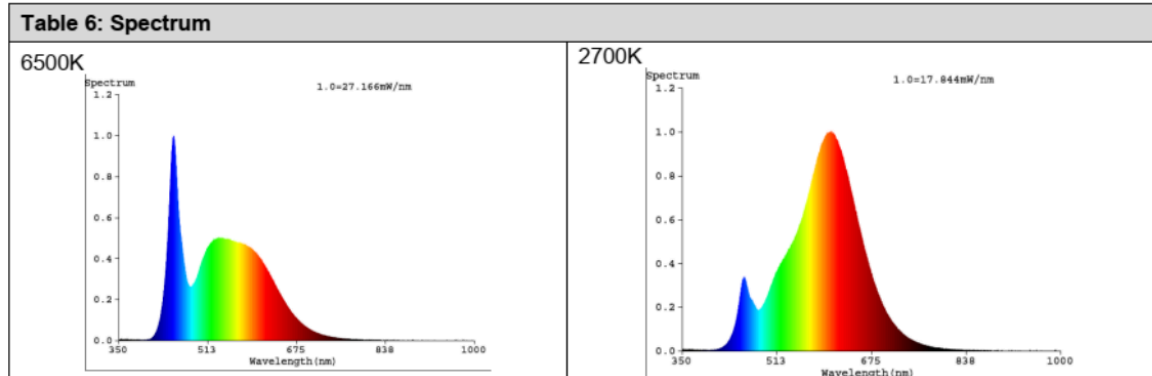 Table 6: Spectrum
6500K
Spectrum
1.0=27.166mW/nm
1.2
1.0
0.8
0.6
0.4
0.2
0.0
350 513 675 838 1000
Wavelength(nm)
2700K
Spectrum
1.0=17.844mW/nm
1.2
1.0
0.8
0.6
0.4
0.2
0.0
350 513 675 838 1000
Wavelength(nm)